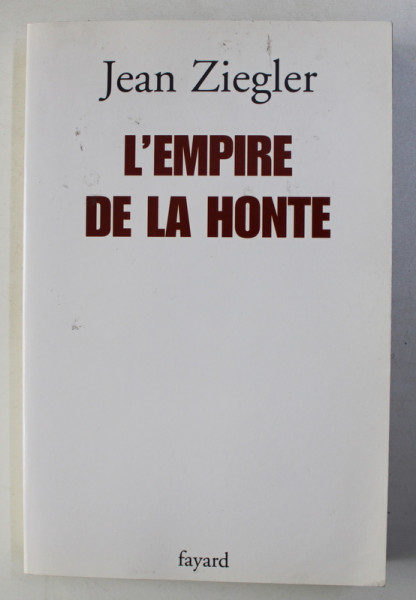 Jean Ziegler
L'EMPIRE
DE LA HONTE
fayard